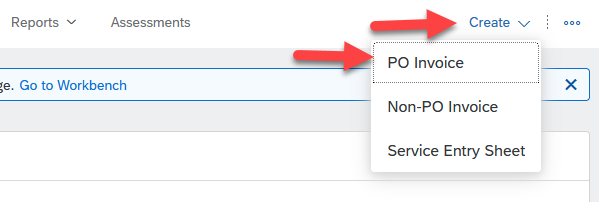 Reports Assessments Create
PO Invoice
ge. Go to Workbench
Non-PO Invoice
Service Entry Sheet